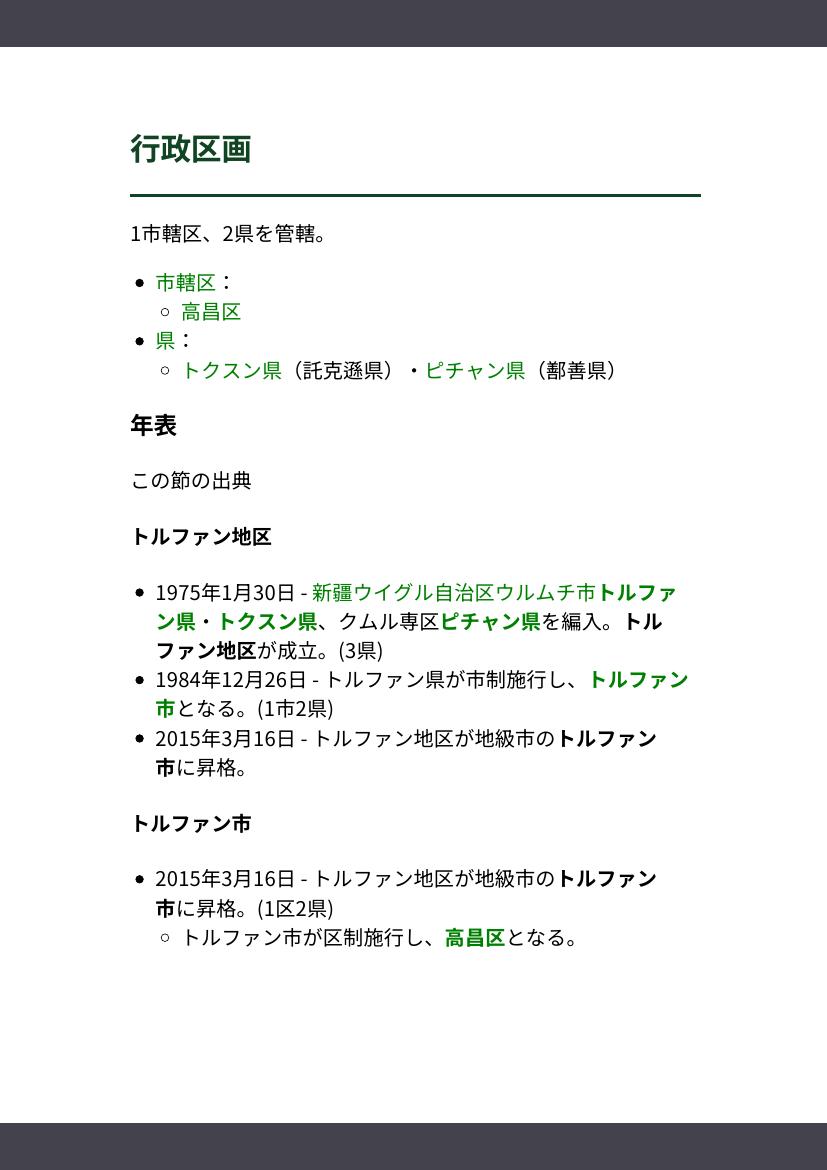 行政区画
1市轄区、2県を管轄。
市轄区：
高昌区
県：
トクスン県（託克遜県）・ピチャン県（鄯善県）
年表
この節の出典
トルファン地区
1975年1月30日 - 新疆ウイグル自治区ウルムチ市トルファ
ン県・トクスン県、クムル専区ピチャン県を編入。トル
ファン地区が成立。(3県)
1984年12月26日 - トルファン県が市制施行し、トルファン
市となる。(1市2県)
2015年3月16日 - トルファン地区が地級市のトルファン
市に昇格。
トルファン市
2015年3月16日 - トルファン地区が地級市のトルファン
市に昇格。(1区2県)
トルファン市が区制施行し、高昌区となる。